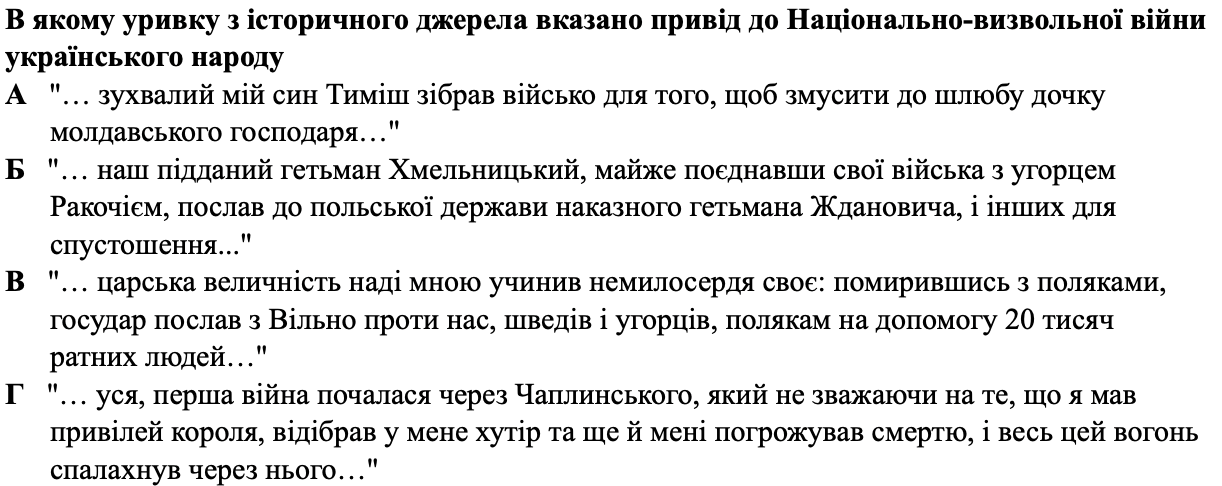 В якому уривку з історичного джерела вказано привід до Національно-визвольної війни
українського народу
А "… зухвалий мій син Тиміш зібрав військо для того, щоб змусити до шлюбу дочку
молдавського господаря…"
Б "… наш підданий гетьман Хмельницький, майже поєднавши свої війська з угорцем
Ракочієм, послав до польської держави наказного гетьмана Ждановича, і інших для
спустошення..."
В "… царська величність наді мною учинив немилосердя своє: помирившись з поляками,
государ послав з Вільно проти нас, шведів і угорців, полякам на допомогу 20 тисяч
ратних людей…"
Г "… уся, перша війна почалася через Чаплинського, який не зважаючи на те, що я мав
привілей короля, відібрав у мене хутір та ще й мені погрожував смертю, і весь цей вогонь
спалахнув через нього…"